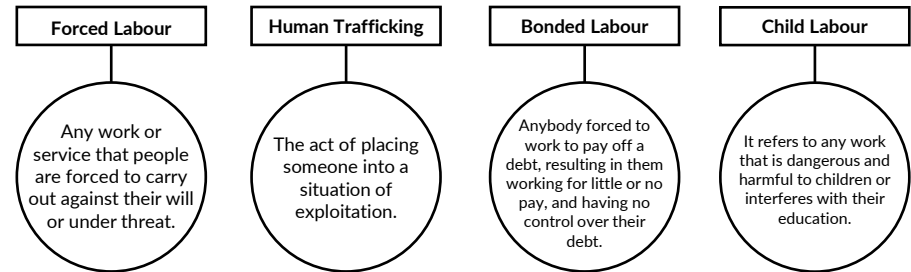 Forced Labour
Any work or
service that people
are forced to carry
out against their will
or under threat.
Human Trafficking
The act of placing
someone into a
situation of
exploitation.
Bonded Labour
Anybody forced to
work to pay off a
debt, resulting in them
working for little or no
pay, and having no
control over their
debt.
Child Labour
It refers to any work
that is dangerous and
harmful to children or
interferes with their
education.